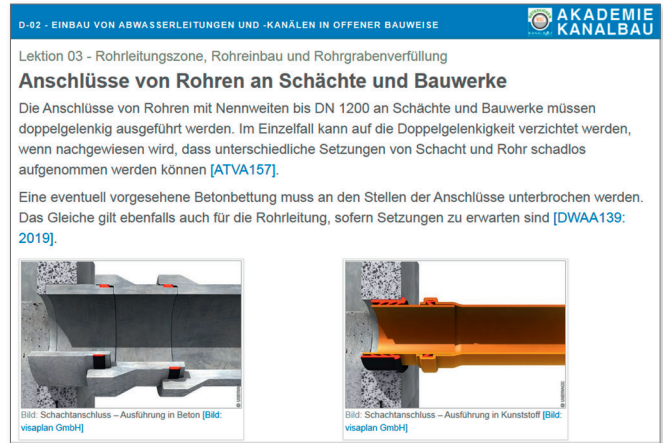 D-02 - EINBAU VON ABWASSERLEITUNGEN UND -KANÄLEN IN OFFENER BAUWEISE
AKADEMIE
KANALBAU
Lektion 03 - Rohrleitungszone, Rohreinbau und Rohrgrabenverfüllung
Anschlüsse von Rohren an Schächte und Bauwerke
Die Anschlüsse von Rohren mit Nennweiten bis DN 1200 an Schächte und Bauwerke müssen
doppelgelenkig ausgeführt werden. Im Einzelfall kann auf die Doppelgelenkigkeit verzichtet werden,
wenn nachgewiesen wird, dass unterschiedliche Setzungen von Schacht und Rohr schadlos
aufgenommen werden können [ATVA157].
Eine eventuell vorgesehene Betonbettung muss an den Stellen der Anschlüsse unterbrochen werden.
Das Gleiche gilt ebenfalls auch für die Rohrleitung, sofern Setzungen zu erwarten sind [DWAA139:
2019].
Bild: Schachtanschluss – Ausführung in Beton [Bild:
visaplan GmbH]
Bild: Schachtanschluss – Ausführung in Kunststoff [Bild:
visaplan GmbH]